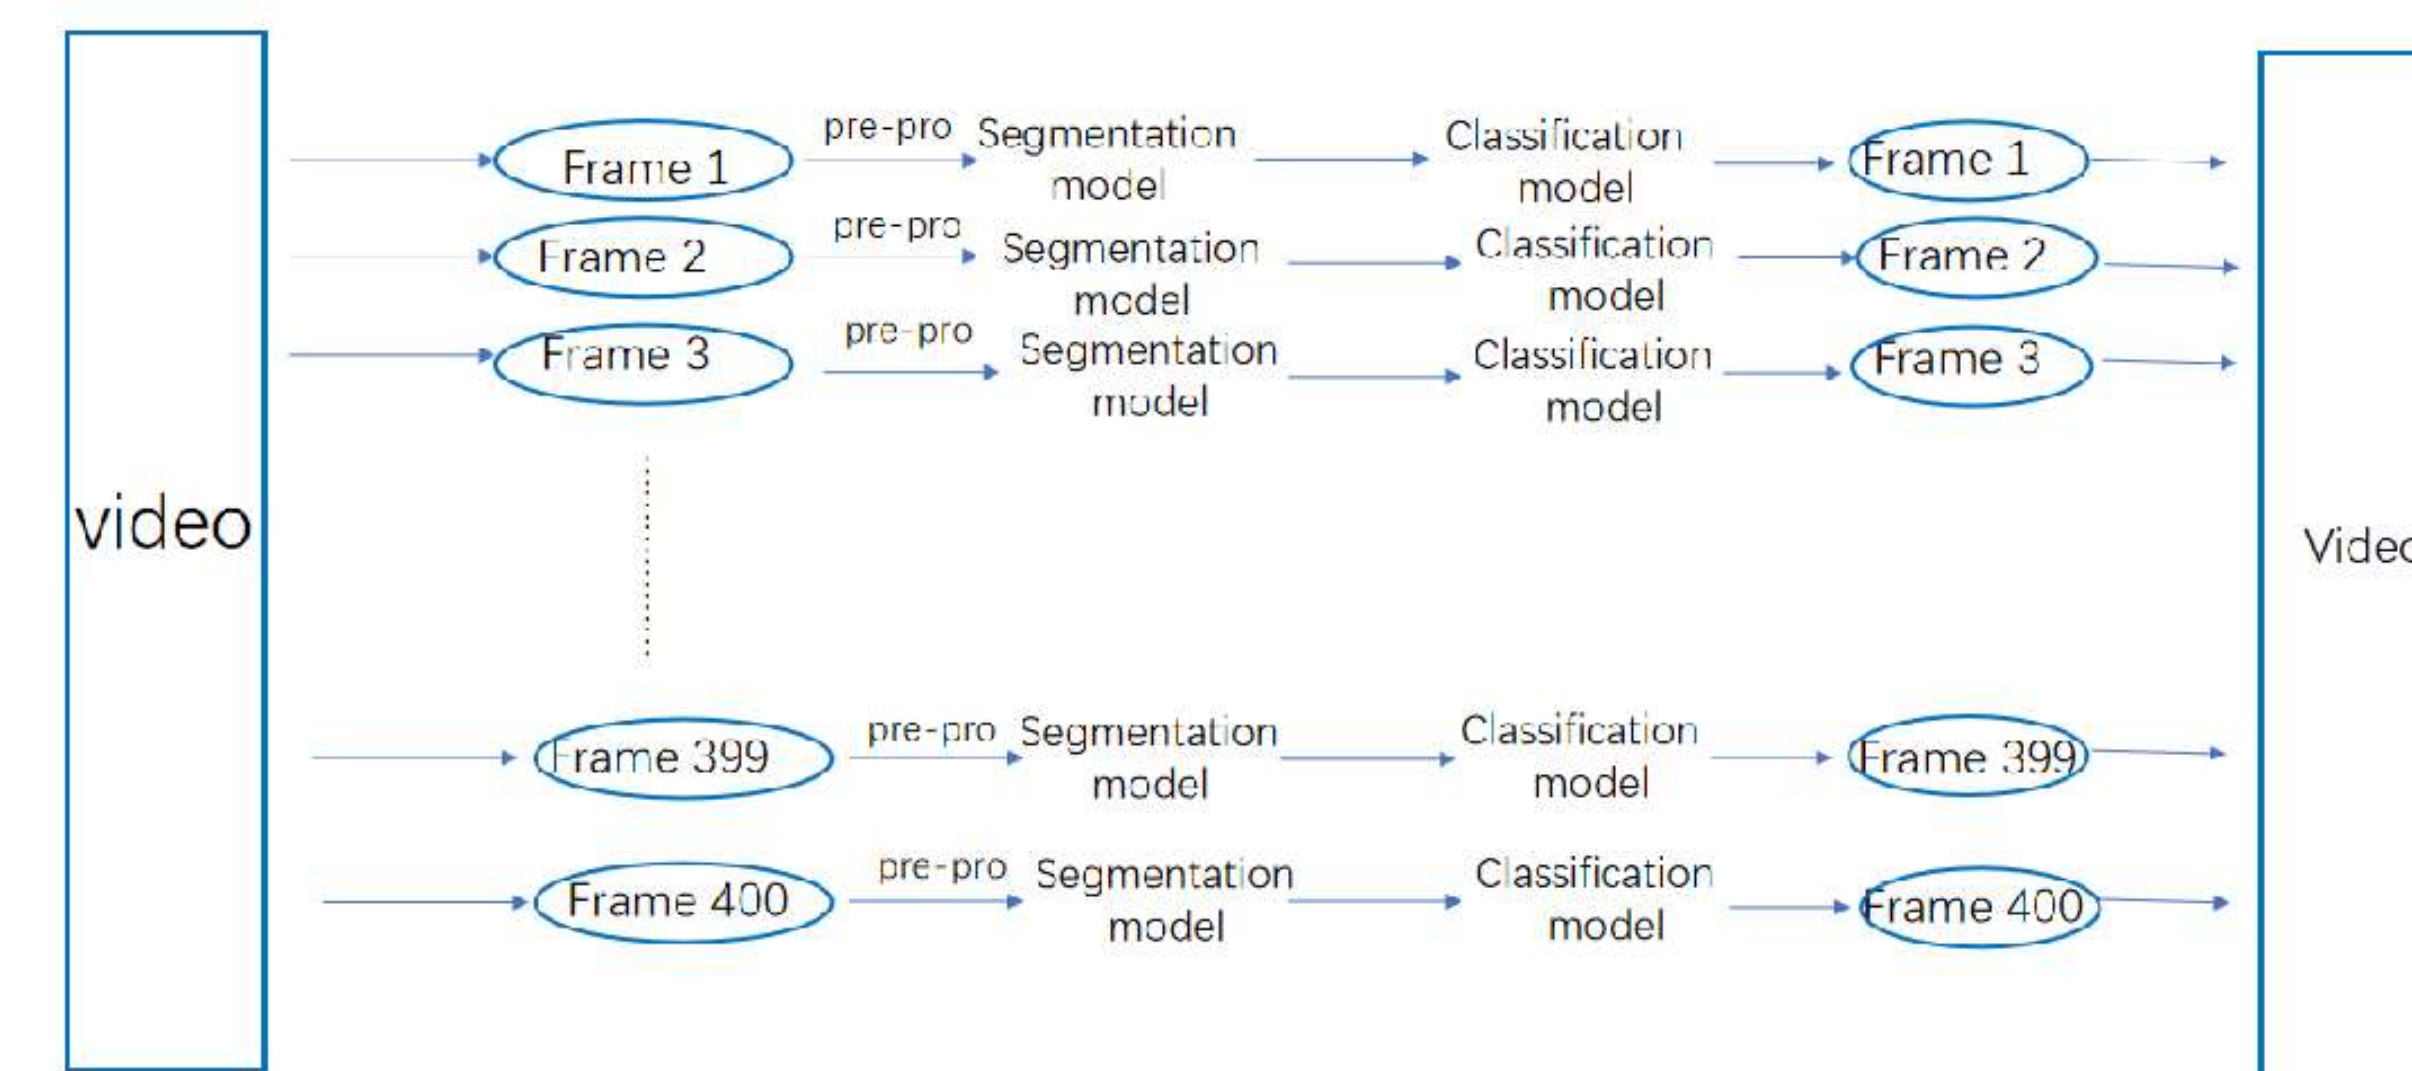 video
Frame 1
pre-pro
Segmentation
model
Classification
model
Frame 1
Frame 2
pre-pro
Segmentation
model
Classification
model
Frame 2
Frame 3
pre-pro
Segmentation
model
Classification
model
Frame 3
Frame 399
pre-pro
Segmentation
model
Classification
model
Frame 399
Frame 400
pre-pro
Segmentation
model
Classification
model
Frame 400
Video